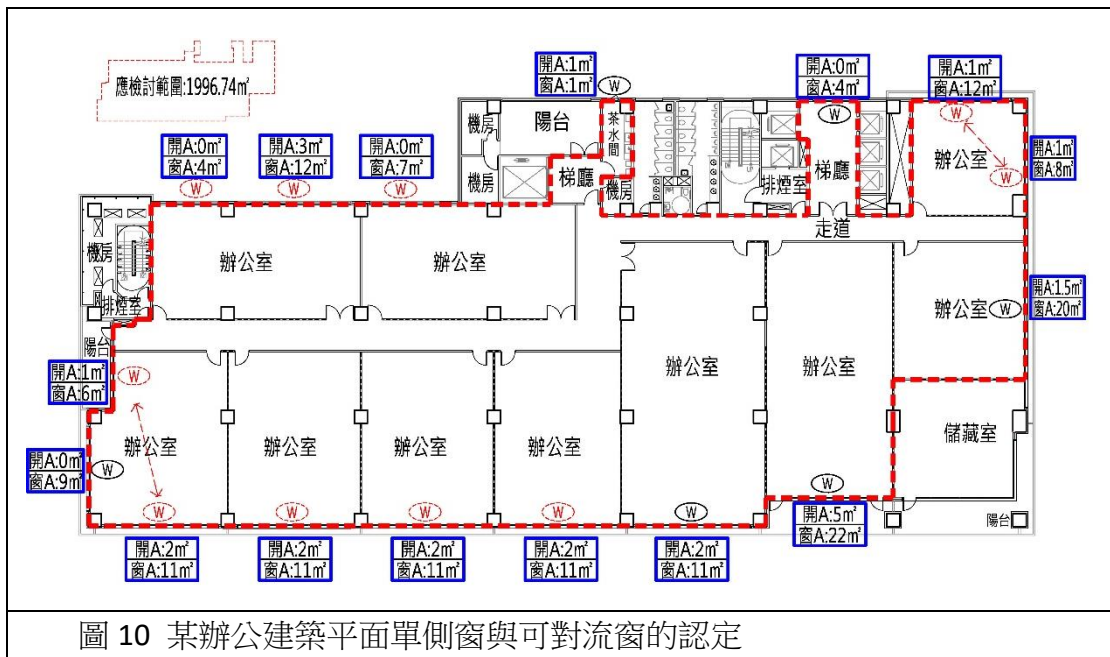 應檢討範圍:1996.74㎡
開A:1㎡
窗A:1㎡
W
開A:0㎡
窗A:4㎡
開A:1㎡
窗A:12㎡
開A:0㎡
窗A:4㎡
W
開A:3㎡
窗A:12㎡
W
開A:0㎡
窗A:7㎡
W
機房
陽台
茶水間
W
W
辦公室
W
開A:1㎡
窗A:8㎡
機房
梯廳
機房
排煙室
梯廳
走道
機房
排煙室
辦公室
辦公室
陽台
辦公室
W
開A:1.5㎡
窗A:20㎡
開A:1㎡
窗A:6㎡
W
辦公室
辦公室
開A:0㎡
窗A:9㎡
W
辦公室
辦公室
辦公室
辦公室
儲藏室
W
W
W
W
W
W
陽台
開A:2㎡
窗A:11㎡
開A:2㎡
窗A:11㎡
開A:2㎡
窗A:11㎡
開A:2㎡
窗A:11㎡
開A:2㎡
窗A:11㎡
開A:5㎡
窗A:22㎡
圖 10 某辦公建築平面單側窗與可對流窗的認定